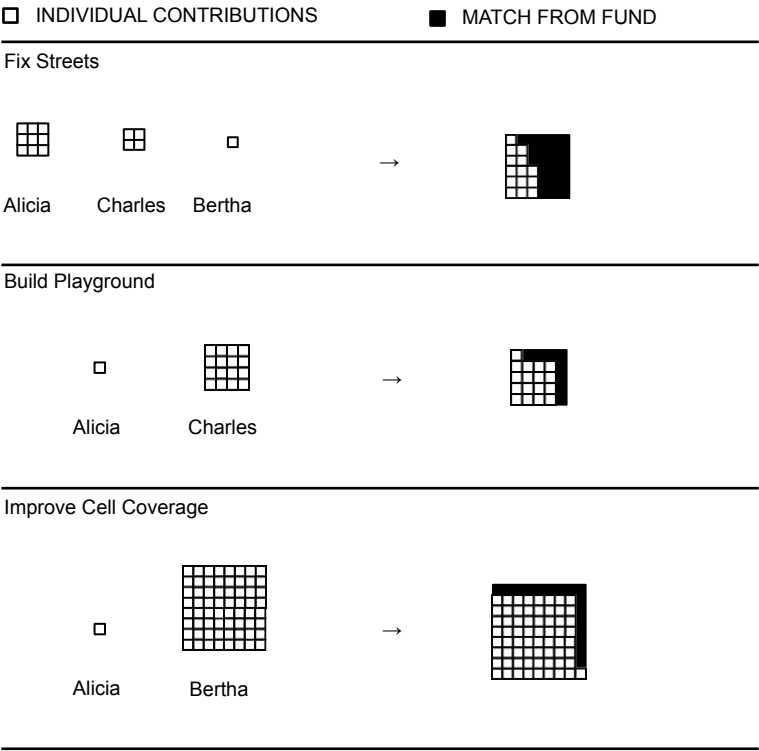 INDIVIDUAL CONTRIBUTIONS MATCH FROM FUND
Fix Streets
→
Alicia Charles Bertha
Build Playground
→
Alicia Charles
Improve Cell Coverage
→
Alicia Bertha